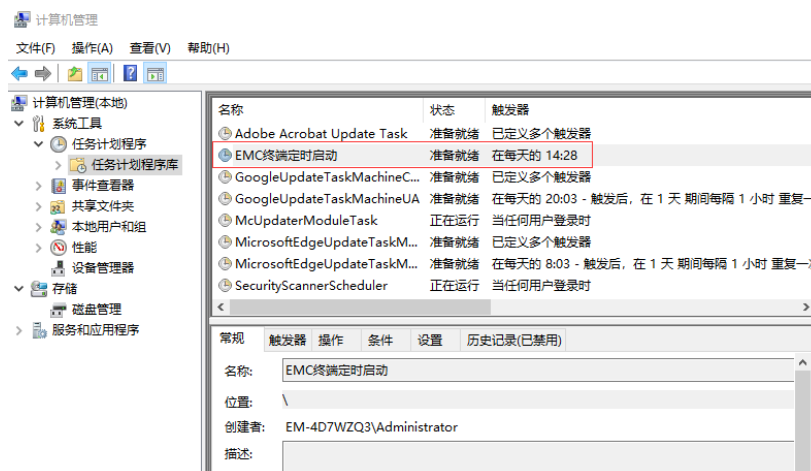 计算机管理
文件(F) 操作(A) 查看(V) 帮助(H)
计算机管理(本地)
系统工具
任务计划程序
任务计划程序库
事件查看器
共享文件夹
本地用户和组
性能
设备管理器
存储
磁盘管理
服务和应用程序
名称 状态 触发器
Adobe Acrobat Update Task 准备就绪 已定义多个触发器
EMC终端定时启动 准备就绪 在每天的 14:28
GoogleUpdateTaskMachineC... 准备就绪 已定义多个触发器
GoogleUpdateTaskMachineUA 准备就绪 在每天的 20:03 - 触发后，在 1 天 期间每隔 1 小时 重复一
McUpdaterModuleTask 正在运行 当任何用户登录时
MicrosoftEdgeUpdateTaskM... 准备就绪 已定义多个触发器
MicrosoftEdgeUpdateTaskM... 准备就绪 在每天的 8:03 - 触发后，在 1 天 期间每隔 1 小时 重复一
SecurityScannerScheduler 正在运行 当任何用户登录时
常规 触发器 操作 条件 设置 历史记录(已禁用)
名称: EMC终端定时启动
位置: \
创建者: EM-4D7WZQ3\Administrator
描述: